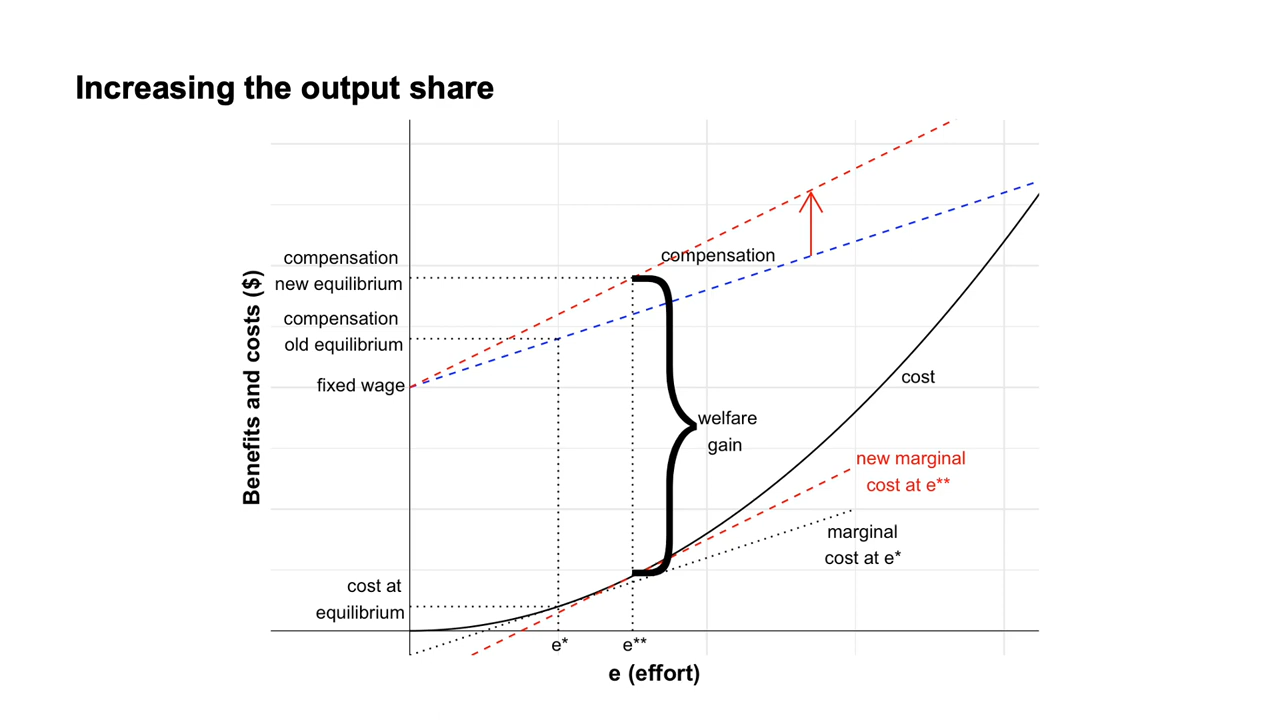 Increasing the output share
Benefits and costs ($)
compensation
new equilibrium
compensation
old equilibrium
fixed wage
cost at
equilibrium
compensation
cost
welfare
gain
new marginal
cost at e**
marginal
cost at e*
e*
e**
e (effort)